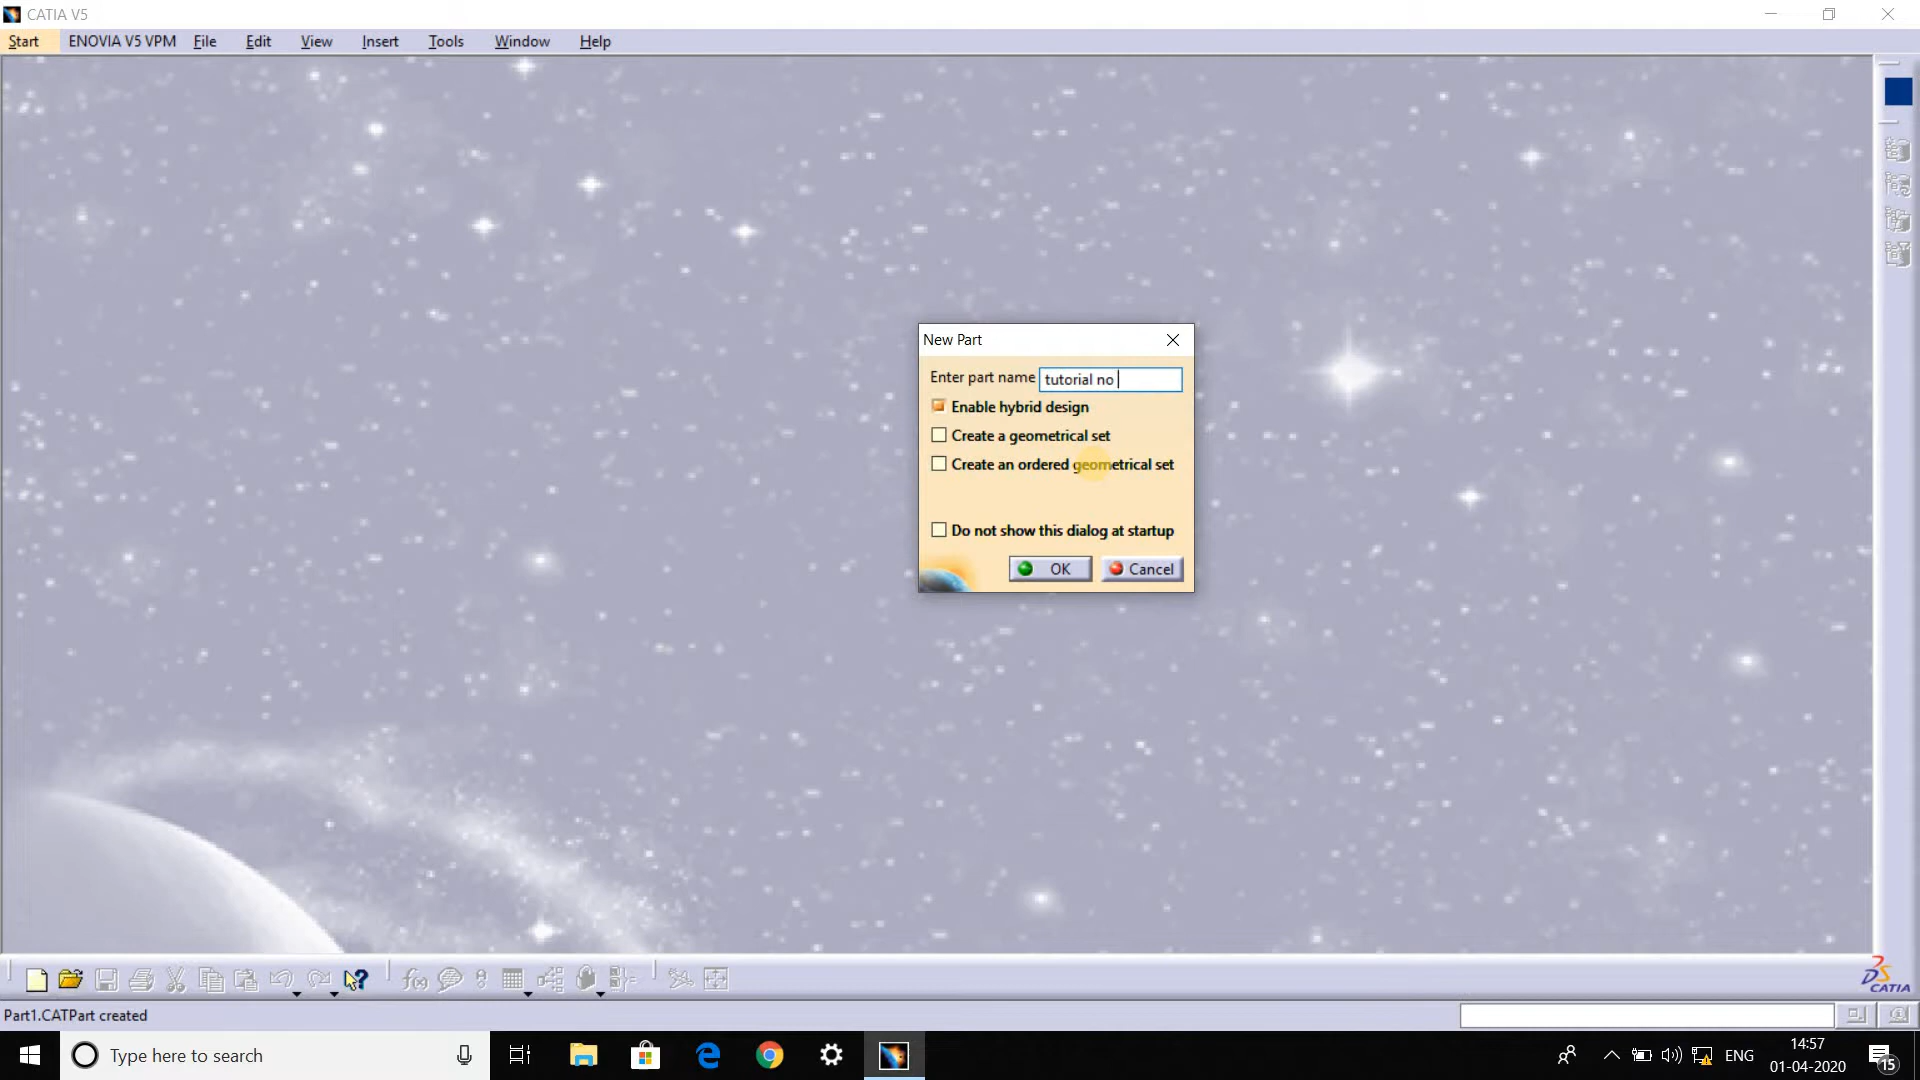 CATIA V5
Start ENOVIA V5 VPM File Edit View Insert Tools Window Help
New Part
Enter part name tutorial no
Enable hybrid design
Create a geometrical set
Create an ordered geometrical set
Do not show this dialog at startup
OK Cancel
CATIA
Part1.CATPart created
Type here to search
ENG
14:57
01-04-2020
15